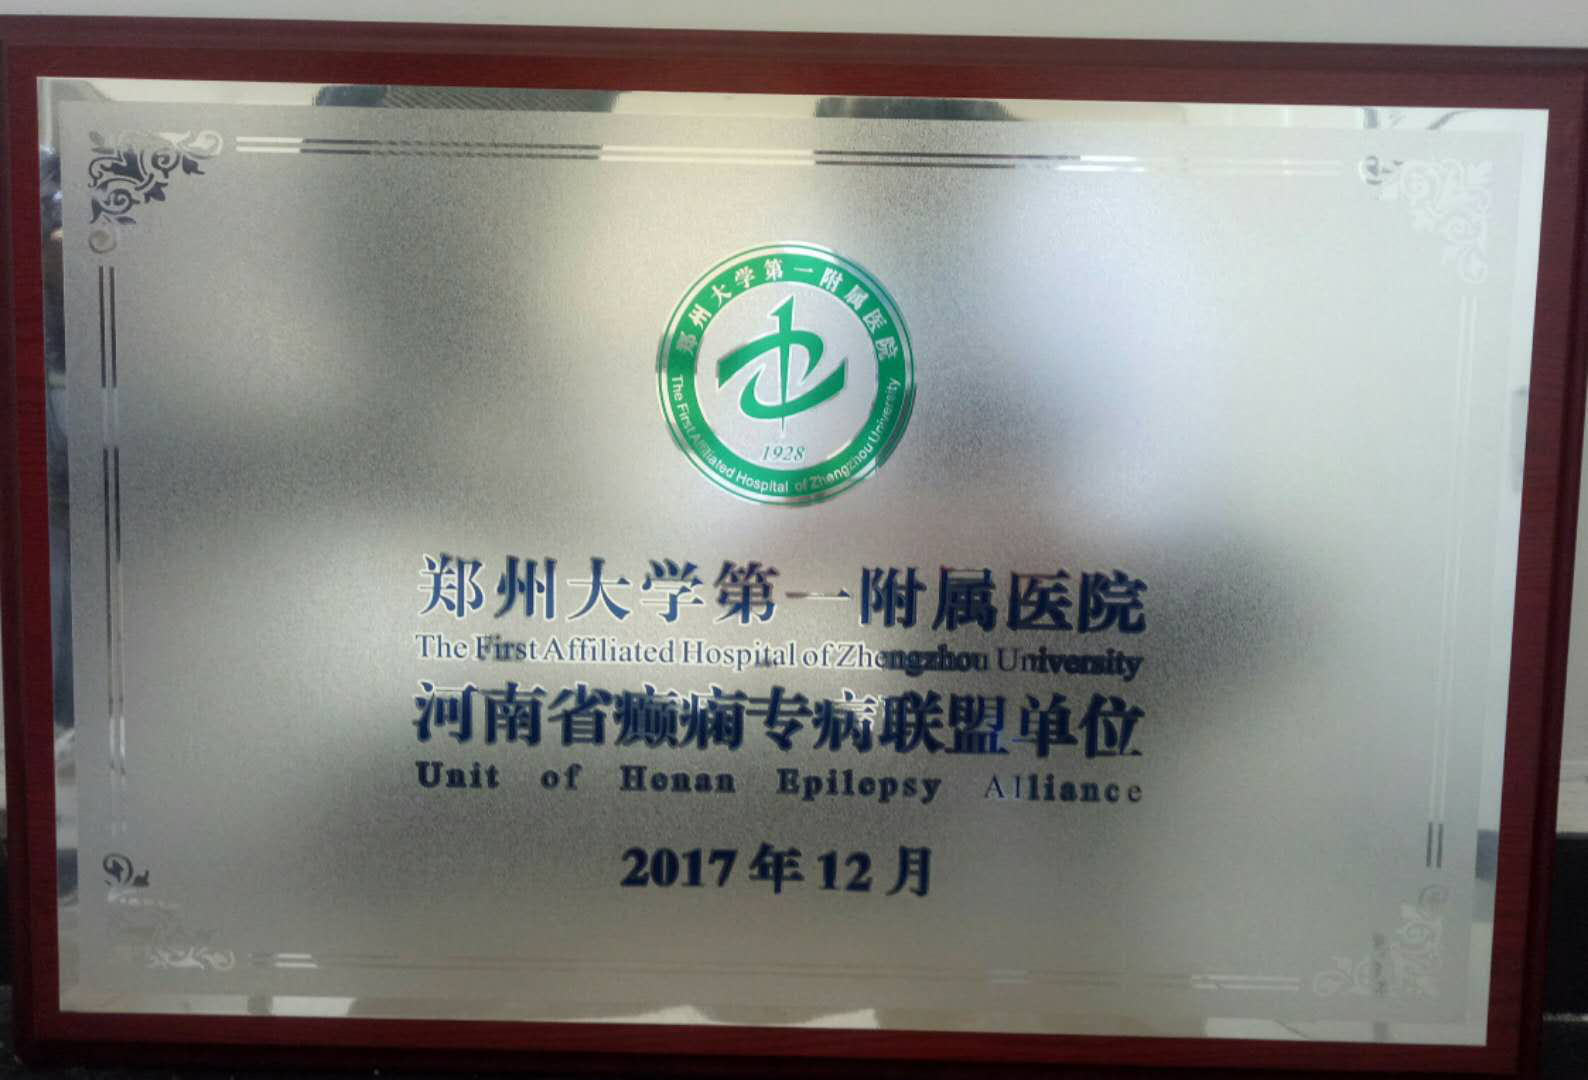 郑州大学第一附属医院
The First Affiliated Hospital of Zhengzhou University
1928
郑州大学第一附属医院
The First Affiliated Hospital of Zhengzhou University
河南省癫痫专病联盟单位
Unit of Henan Epilepsy Alliance
2017年12月